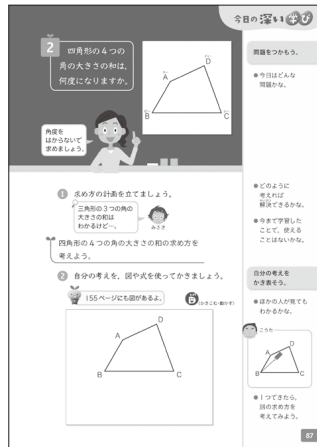 今日の深い学び
2
四角形の4つの
角の大きさの和は、
何度になりますか。
A
D
B
C
角度を
はからないで
求めましょう。
問題をつかもう。
●今日はどんな
問題かな。
1 求め方の計画を立てましょう。
三角形の3つの角の
大きさの和は
わかるけど…。
みさき
四角形の4つの角の大きさの和の求め方を
考えよう。
●どのように
考えれば
解決できるかな。
●今まで学習した
ことで、使える
ことはないかな。
2 自分の考えを、図や式を使ってかきましょう。
155ページにも図があるよ。
D
(かきこむ・動かす)
A
D
B
C
自分の考えを
かき表そう。
●ほかの人が見ても
わかるかな。
こうた
A
D
B
C
●1つできたら、
別の求め方を
考えてみよう。
87